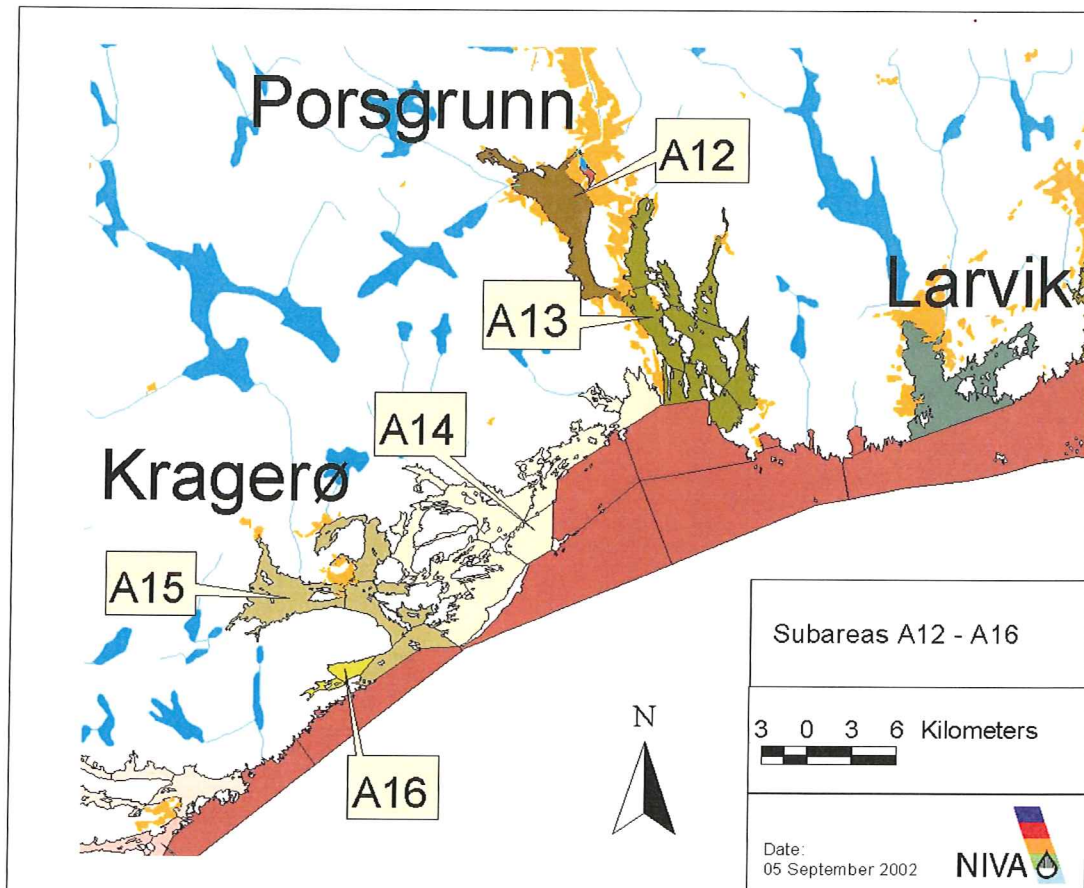 Porsgrunn
A12
Larvik
A13
A14
Kragerø
A15
A16
Subareas A12 - A16
N
3 0 3 6 Kilometers
Date:
05 September 2002
NIVA